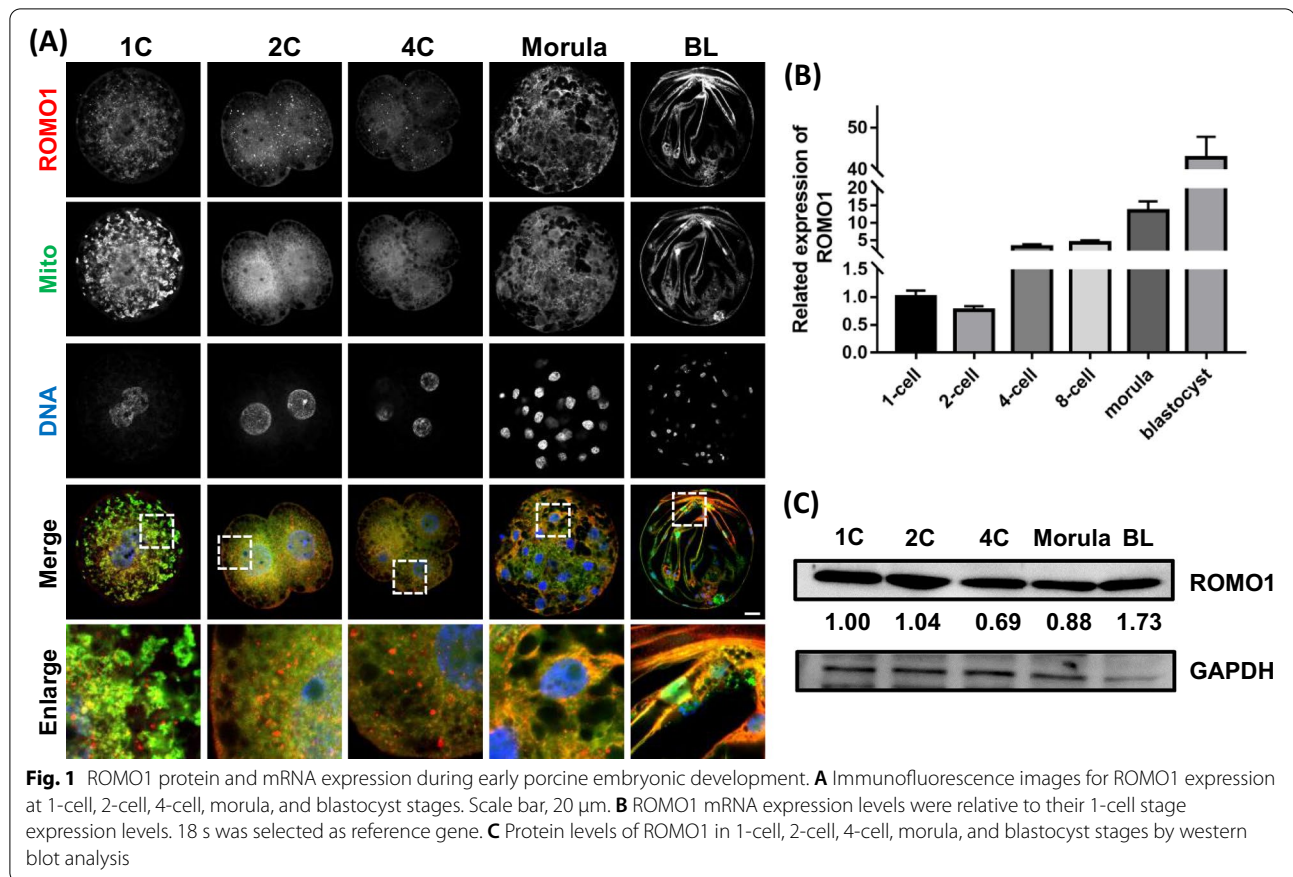 (A)
1C 2C 4C Morula BL
ROMO1
Mito
DNA
Merge
Enlarge
(B)
Related expression of
ROMO1
50
40
20
15
10
5
1.5
1.0
0.5
0.0
1-cell
2-cell
4-cell
8-cell
morula
blastocyst
(C)
1C 2C 4C Morula BL
ROMO1
1.00 1.04 0.69 0.88 1.73
GAPDH
Fig. 1 ROMO1 protein and mRNA expression during early porcine embryonic development. A Immunofluorescence images for ROMO1 expression
at 1-cell, 2-cell, 4-cell, morula, and blastocyst stages. Scale bar, 20 μm. B ROMO1 mRNA expression levels were relative to their 1-cell stage
expression levels. 18 s was selected as reference gene. C Protein levels of ROMO1 in 1-cell, 2-cell, 4-cell, morula, and blastocyst stages by western
blot analysis